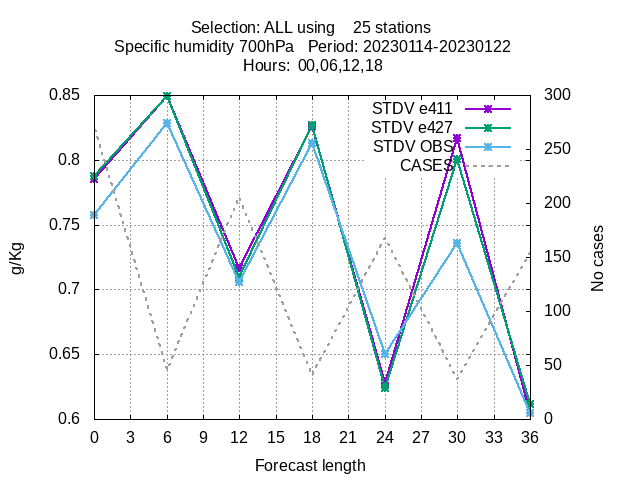 Selection: ALL using    25 stations
Specific humidity 700hPa   Period: 20230114-20230122
Hours:  00,06,12,18
0.85
0.8
0.75
0.7
0.65
0.6
300
250
200
150
100
50
0
STDV e411
STDV e427
STDV OBS
CASES
g/Kg
No cases
0 3 6 9 12 15 18 21 24 27 30 33 36
Forecast length